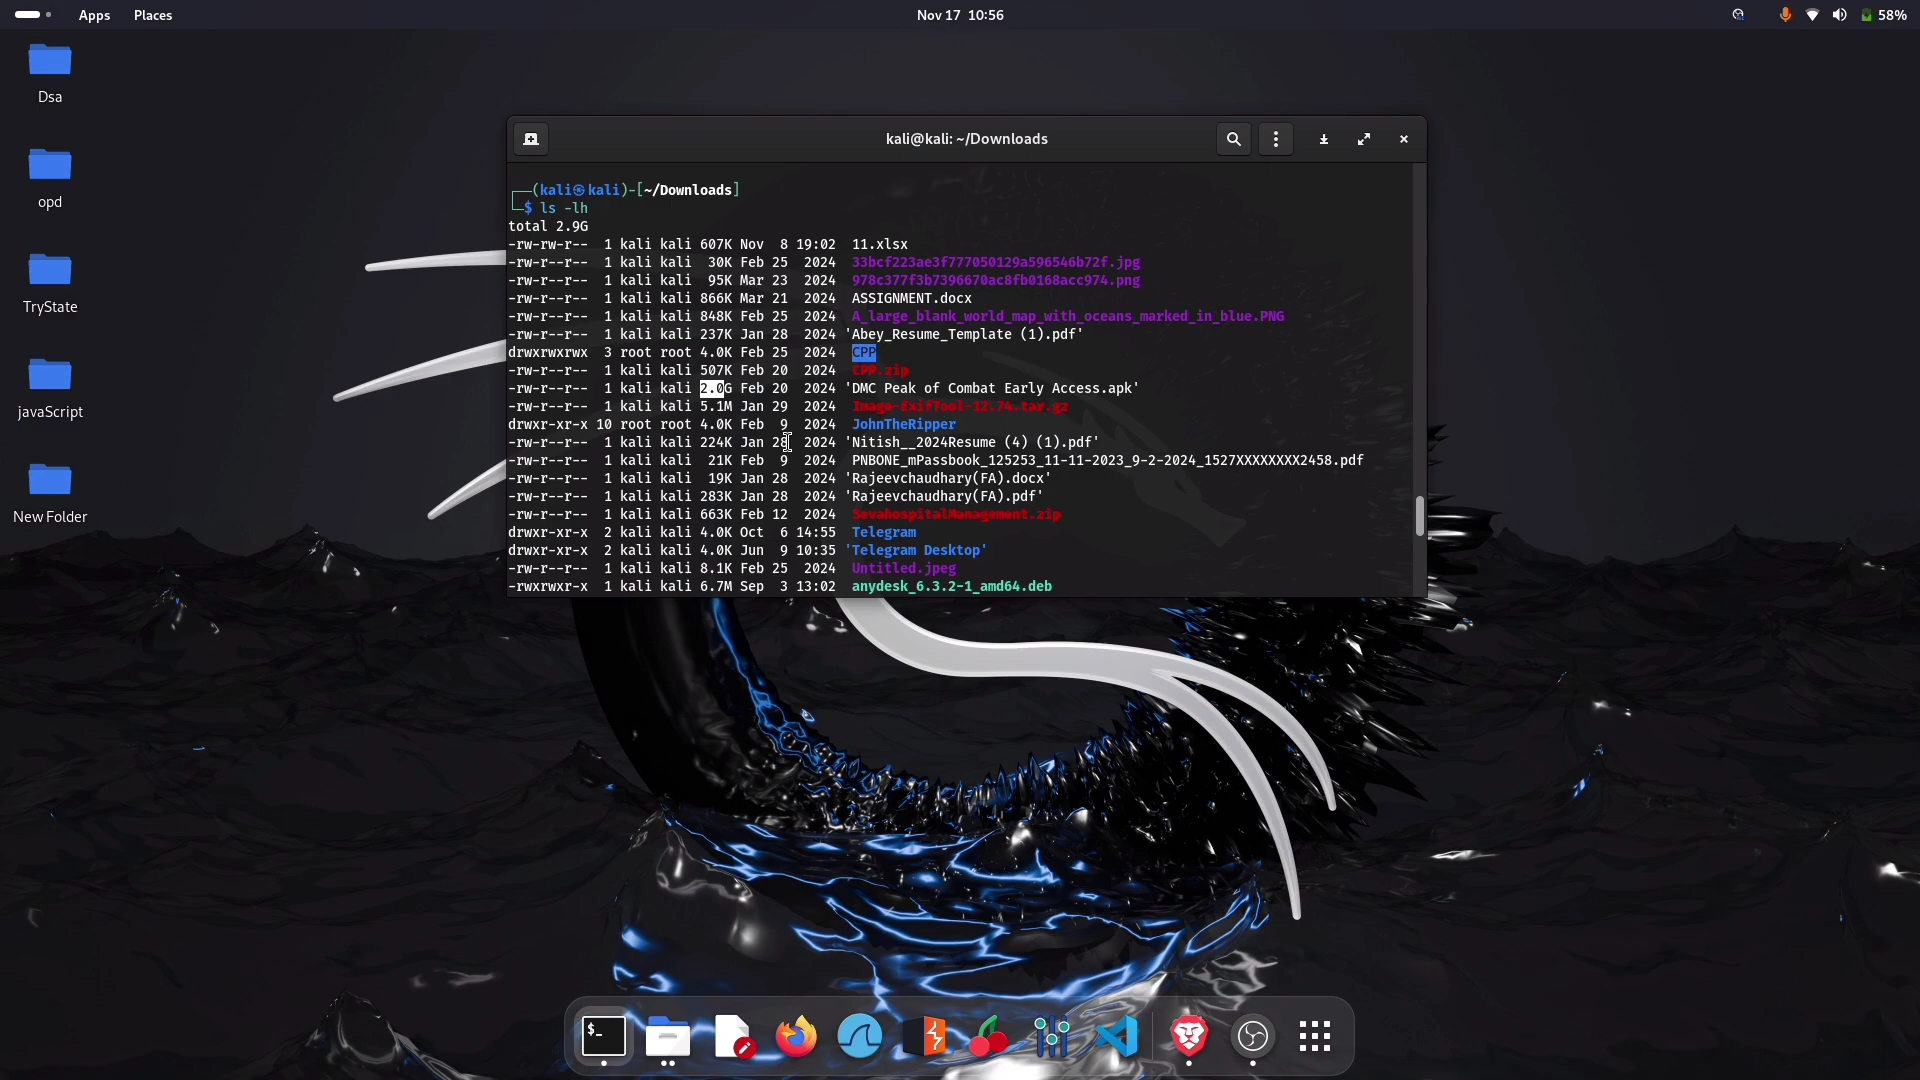 Apps Places Nov 17 10:56 58%
Dsa
opd
TryState
javaScript
New Folder
kali@kali: ~/Downloads
┌──(kali㉿kali)-[~/Downloads]
└─$ ls -lh
total 2.9G
-rw-rw-r-- 1 kali kali 607K Nov 8 19:02 11.xlsx
-rw-r--r-- 1 kali kali 30K Feb 25 2024 33bcf223ae3f777050129a596546b72f.jpg
-rw-r--r-- 1 kali kali 95K Mar 23 2024 978c377f3b7396670ac8fb0168acc974.png
-rw-r--r-- 1 kali kali 866K Mar 21 2024 ASSIGNMENT.docx
-rw-r--r-- 1 kali kali 848K Feb 25 2024 A_large_blank_world_map_with_oceans_marked_in_blue.PNG
-rw-r--r-- 1 kali kali 237K Jan 28 2024 'Abey_Resume_Template (1).pdf'
drwxrwxrwx 3 root root 4.0K Feb 25 2024 CPP
-rw-r--r-- 1 kali kali 507K Feb 20 2024 CPP.zip
-rw-r--r-- 1 kali kali 2.0G Feb 20 2024 'DMC Peak of Combat Early Access.apk'
-rw-r--r-- 1 kali kali 5.1M Jan 29 2024 Image-ExifTool-12.74.tar.gz
drwxr-xr-x 10 root root 4.0K Feb 9 2024 JohnTheRipper
-rw-r--r-- 1 kali kali 224K Jan 28 2024 'Nitish__2024Resume (4) (1).pdf'
-rw-r--r-- 1 kali kali 21K Feb 9 2024 PNBONE_mPassbook_125253_11-11-2023_9-2-2024_1527XXXXXXXX2458.pdf
-rw-r--r-- 1 kali kali 19K Jan 28 2024 'Rajeevchaudhary(FA).docx'
-rw-r--r-- 1 kali kali 283K Jan 28 2024 'Rajeevchaudhary(FA).pdf'
-rw-r--r-- 1 kali kali 663K Feb 12 2024 SevahospitalManagement.zip
drwxr-xr-x 2 kali kali 4.0K Oct 6 14:55 Telegram
drwxr-xr-x 2 kali kali 4.0K Jun 9 10:35 'Telegram Desktop'
-rw-r--r-- 1 kali kali 8.1K Feb 25 2024 Untitled.jpeg
-rwxrwxr-x 1 kali kali 6.7M Sep 3 13:02 anydesk_6.3.2-1_amd64.deb
$_